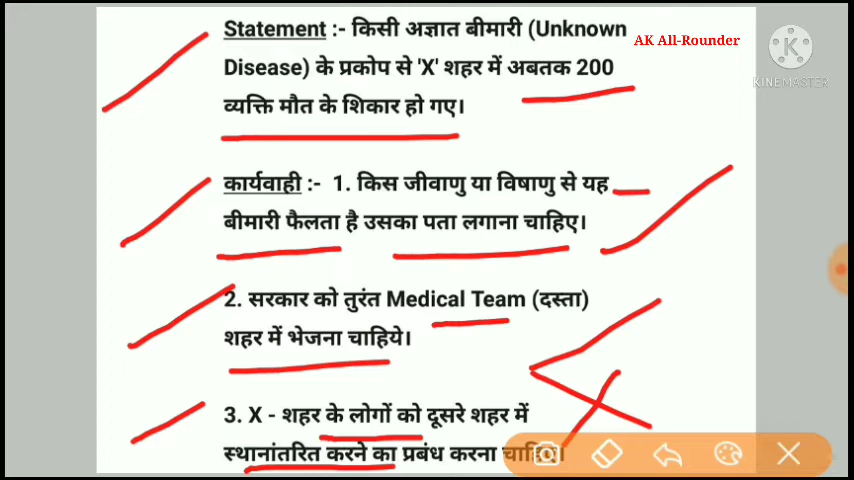 Statement :- किसी अज्ञात बीमारी (Unknown
AK All-Rounder
K
KINEMASTER
Disease) के प्रकोप से 'X' शहर में अबतक 200
व्यक्ति मौत के शिकार हो गए।
कार्यवाही :- 1. किस जीवाणु या विषाणु से यह
बीमारी फैलता है उसका पता लगाना चाहिए।
2. सरकार को तुरंत Medical Team (दस्ता)
शहर में भेजना चाहिये।
3. X - शहर के लोगों को दूसरे शहर में
स्थानांतरित करने का प्रबंध करना चाहिए।